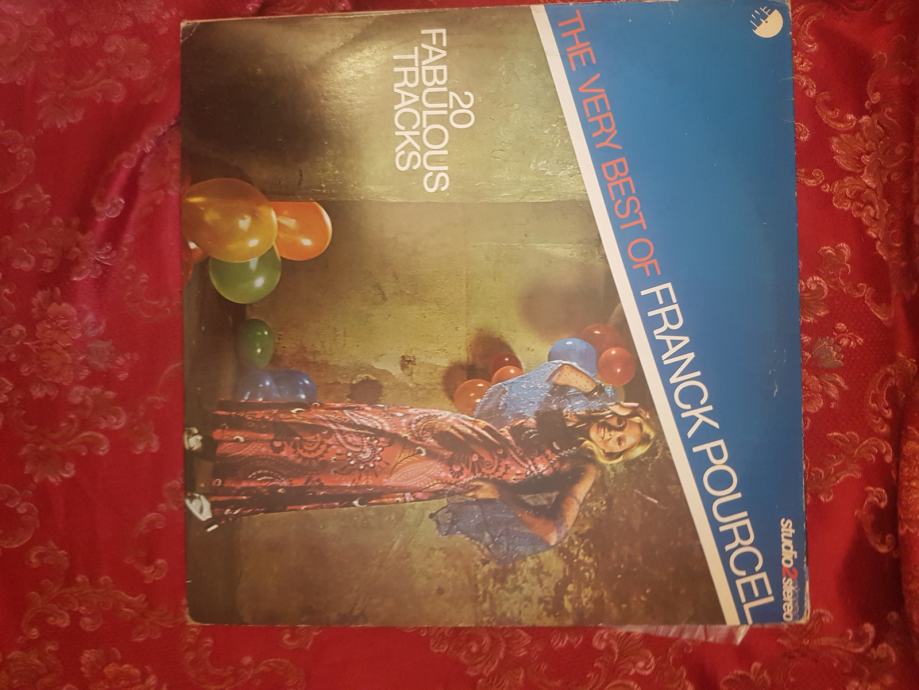 THE VERY BEST OF FRANCK POURCEL
studio2stereo
20
FABULOUS
TRACKS